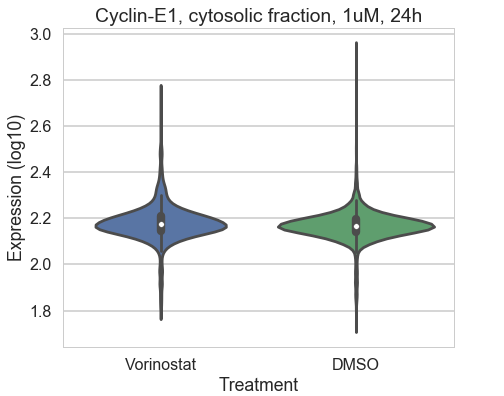 Cyclin-E1, cytosolic fraction, 1uM, 24h
Expression (log10)
3.0
2.8
2.6
2.4
2.2
2.0
1.8
Vorinostat
DMSO
Treatment